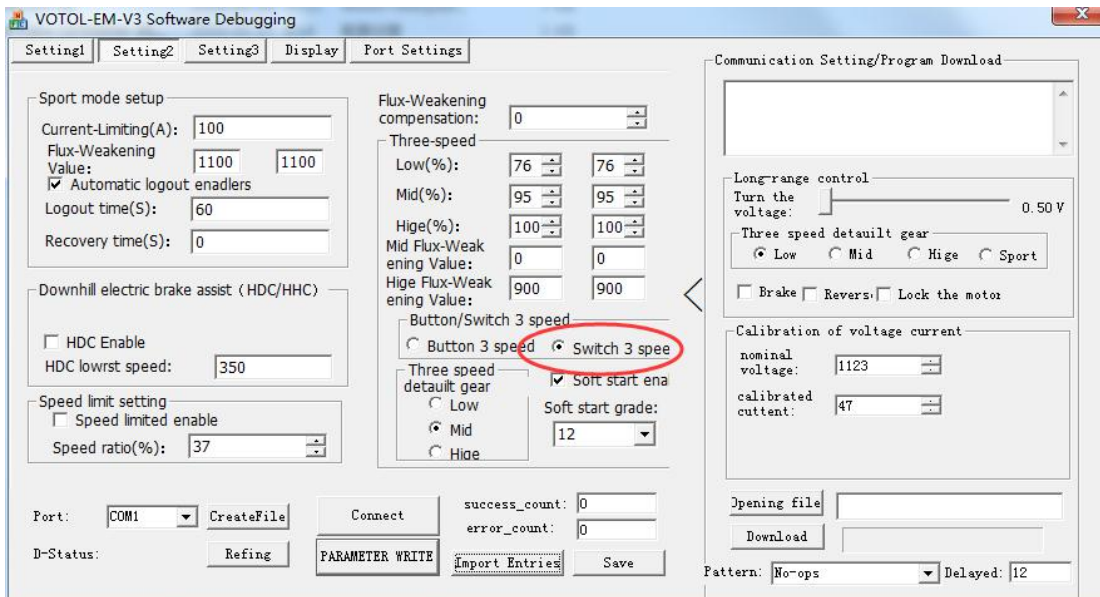 VOTOL-EM-V3 Software Debugging
Setting1 Setting2 Setting3 Display Port Settings
Sport mode setup
Current-Limiting(A): 100
Flux-Weakening
Value: 1100 1100
Automatic logout enadlers
Logout time(S): 60
Recovery time(S): 0
Downhill electric brake assist (HDC/HHC)
HDC Enable
HDC lowrst speed: 350
Speed limit setting
Speed limited enable
Speed ratio(%): 37
Flux-Weakening
compensation: 0
Three-speed
Low(%): 76 76
Mid(%): 95 95
Hige(%): 100 100
Mid Flux-Weak
ening Value: 0 0
Hige Flux-Weak
ening Value: 900 900
Button/Switch 3 speed
Button 3 speed Switch 3 spee
Three speed
detauilt gear
Low
Mid
Hige
Soft start ena
Soft start grade:
12
Communication Setting/Program Download
Long-range control
Turn the
voltage: 0.50 V
Three speed detauilt gear
Low Mid Hige Sport
Brake Revers Lock the motor
Calibration of voltage current
nominal
voltage: 1123
calibrated
cuttent: 47
Opening file
Download
Pattern: No-ops Delayed: 12
Port: COM1 CreateFile Connect
success_count: 0
error_count: 0
D-Status: Refing PARAMETER WRITE Import Entries Save